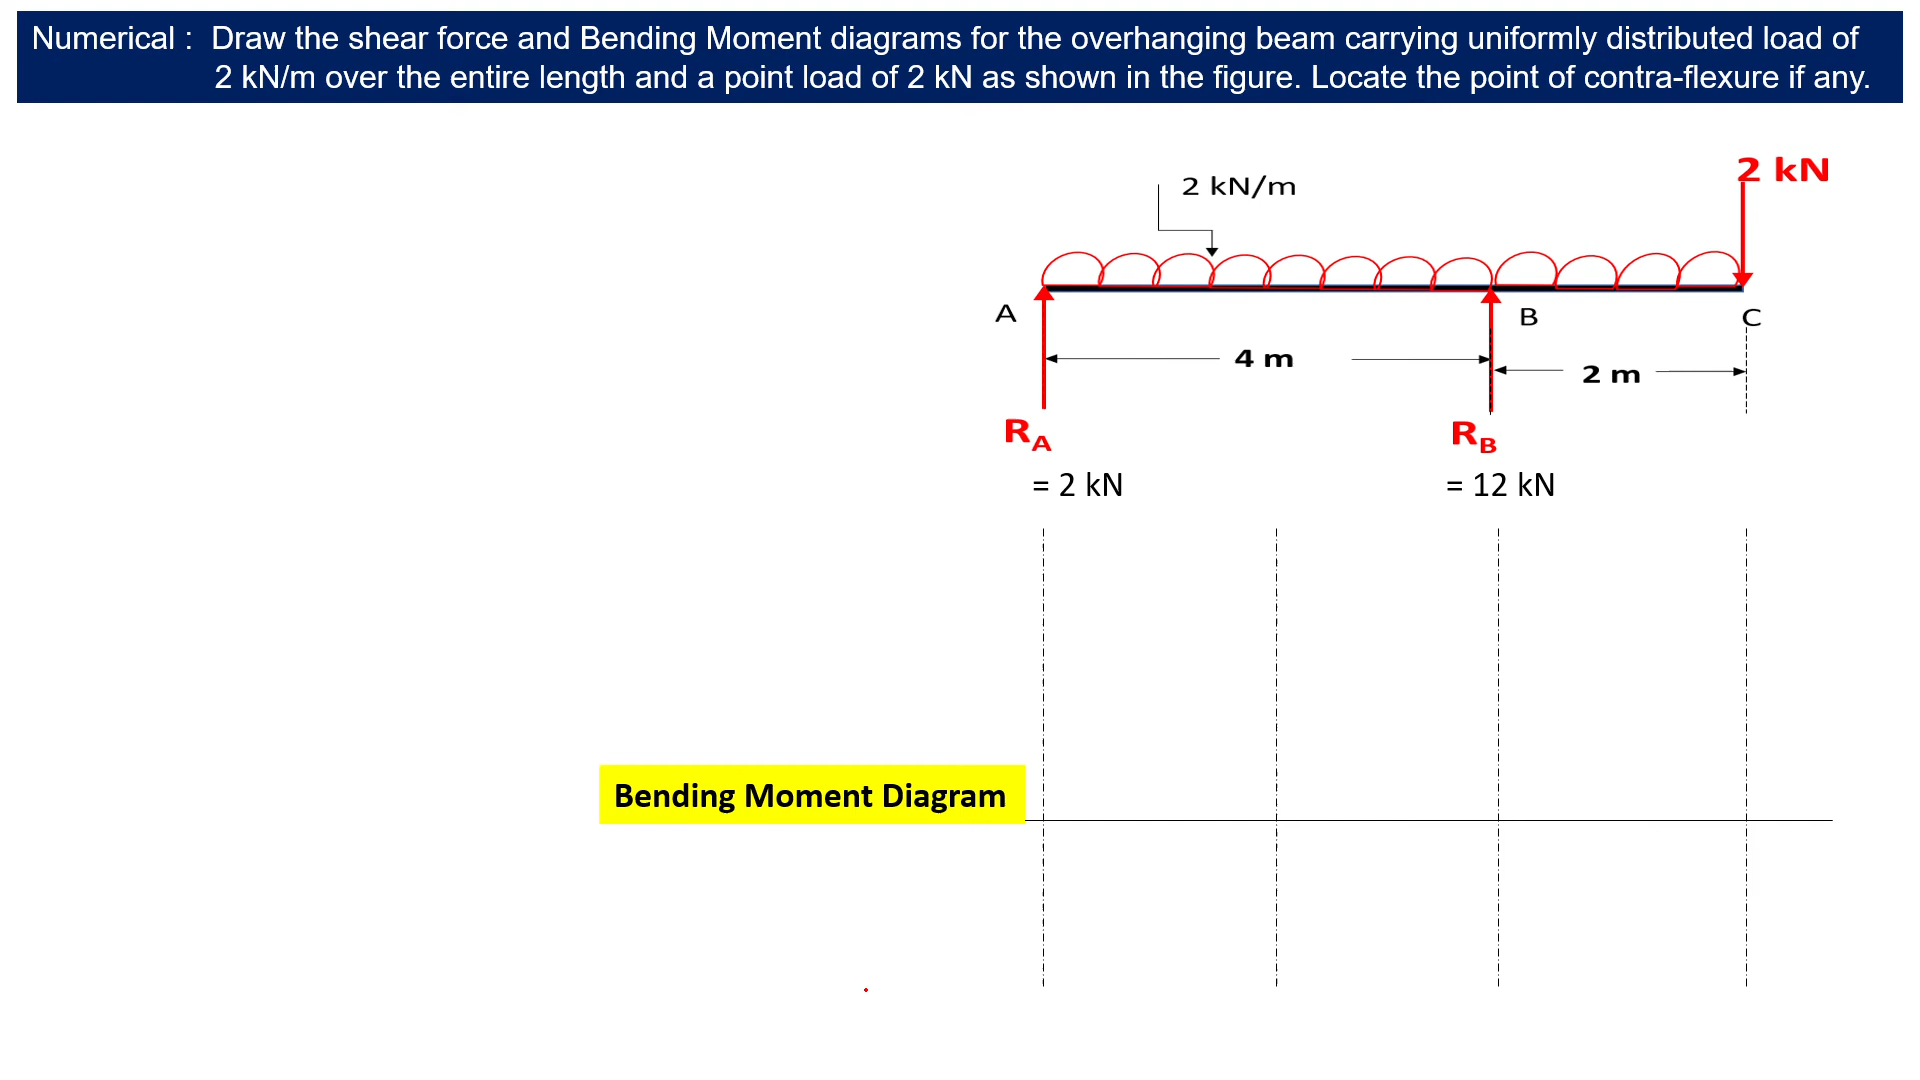 Numerical : Draw the shear force and Bending Moment diagrams for the overhanging beam carrying uniformly distributed load of
2 kN/m over the entire length and a point load of 2 kN as shown in the figure. Locate the point of contra-flexure if any.
2 kN
2 kN/m
A
B
C
4 m
2 m
RA
RB
= 2 kN
= 12 kN
Bending Moment Diagram